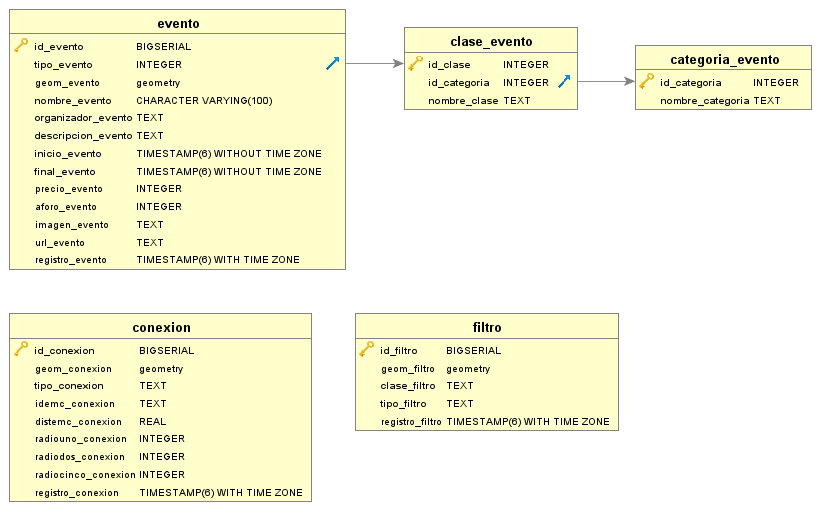 evento
id_evento BIGSERIAL
tipo_evento INTEGER
geom_evento geometry
nombre_evento CHARACTER VARYING(100)
organizador_evento TEXT
descripcion_evento TEXT
inicio_evento TIMESTAMP(6) WITHOUT TIME ZONE
final_evento TIMESTAMP(6) WITHOUT TIME ZONE
precio_evento INTEGER
aforo_evento INTEGER
imagen_evento TEXT
url_evento TEXT
registro_evento TIMESTAMP(6) WITH TIME ZONE
clase_evento
id_clase INTEGER
id_categoria INTEGER
nombre_clase TEXT
categoria_evento
id_categoria INTEGER
nombre_categoria TEXT
conexion
id_conexion BIGSERIAL
geom_conexion geometry
tipo_conexion TEXT
idemc_conexion TEXT
distemc_conexion REAL
radiouno_conexion INTEGER
radiodos_conexion INTEGER
radiocinco_conexion INTEGER
registro_conexion TIMESTAMP(6) WITH TIME ZONE
filtro
id_filtro BIGSERIAL
geom_filtro geometry
clase_filtro TEXT
tipo_filtro TEXT
registro_filtro TIMESTAMP(6) WITH TIME ZONE